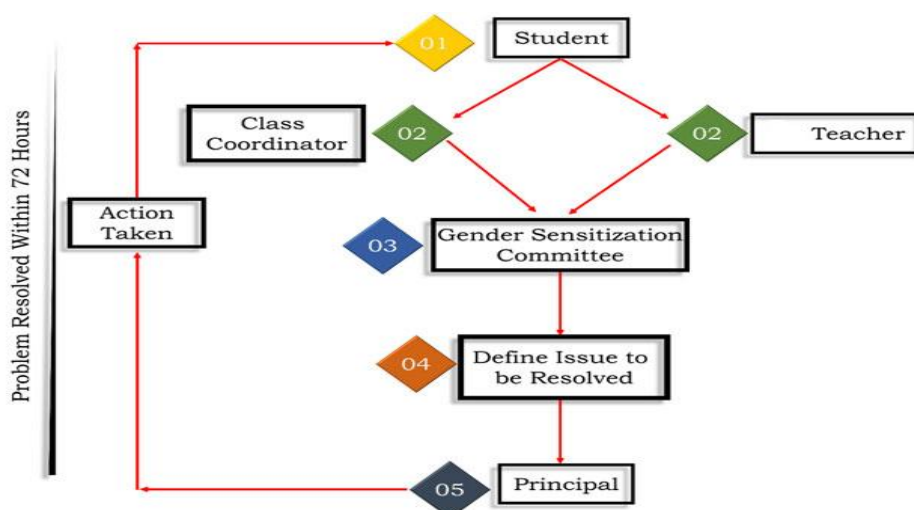 01
Student
Class
Coordinator
02
02
Teacher
Problem Resolved Within 72 Hours
Action
Taken
03
Gender Sensitization
Committee
04
Define Issue to
be Resolved
05
Principal